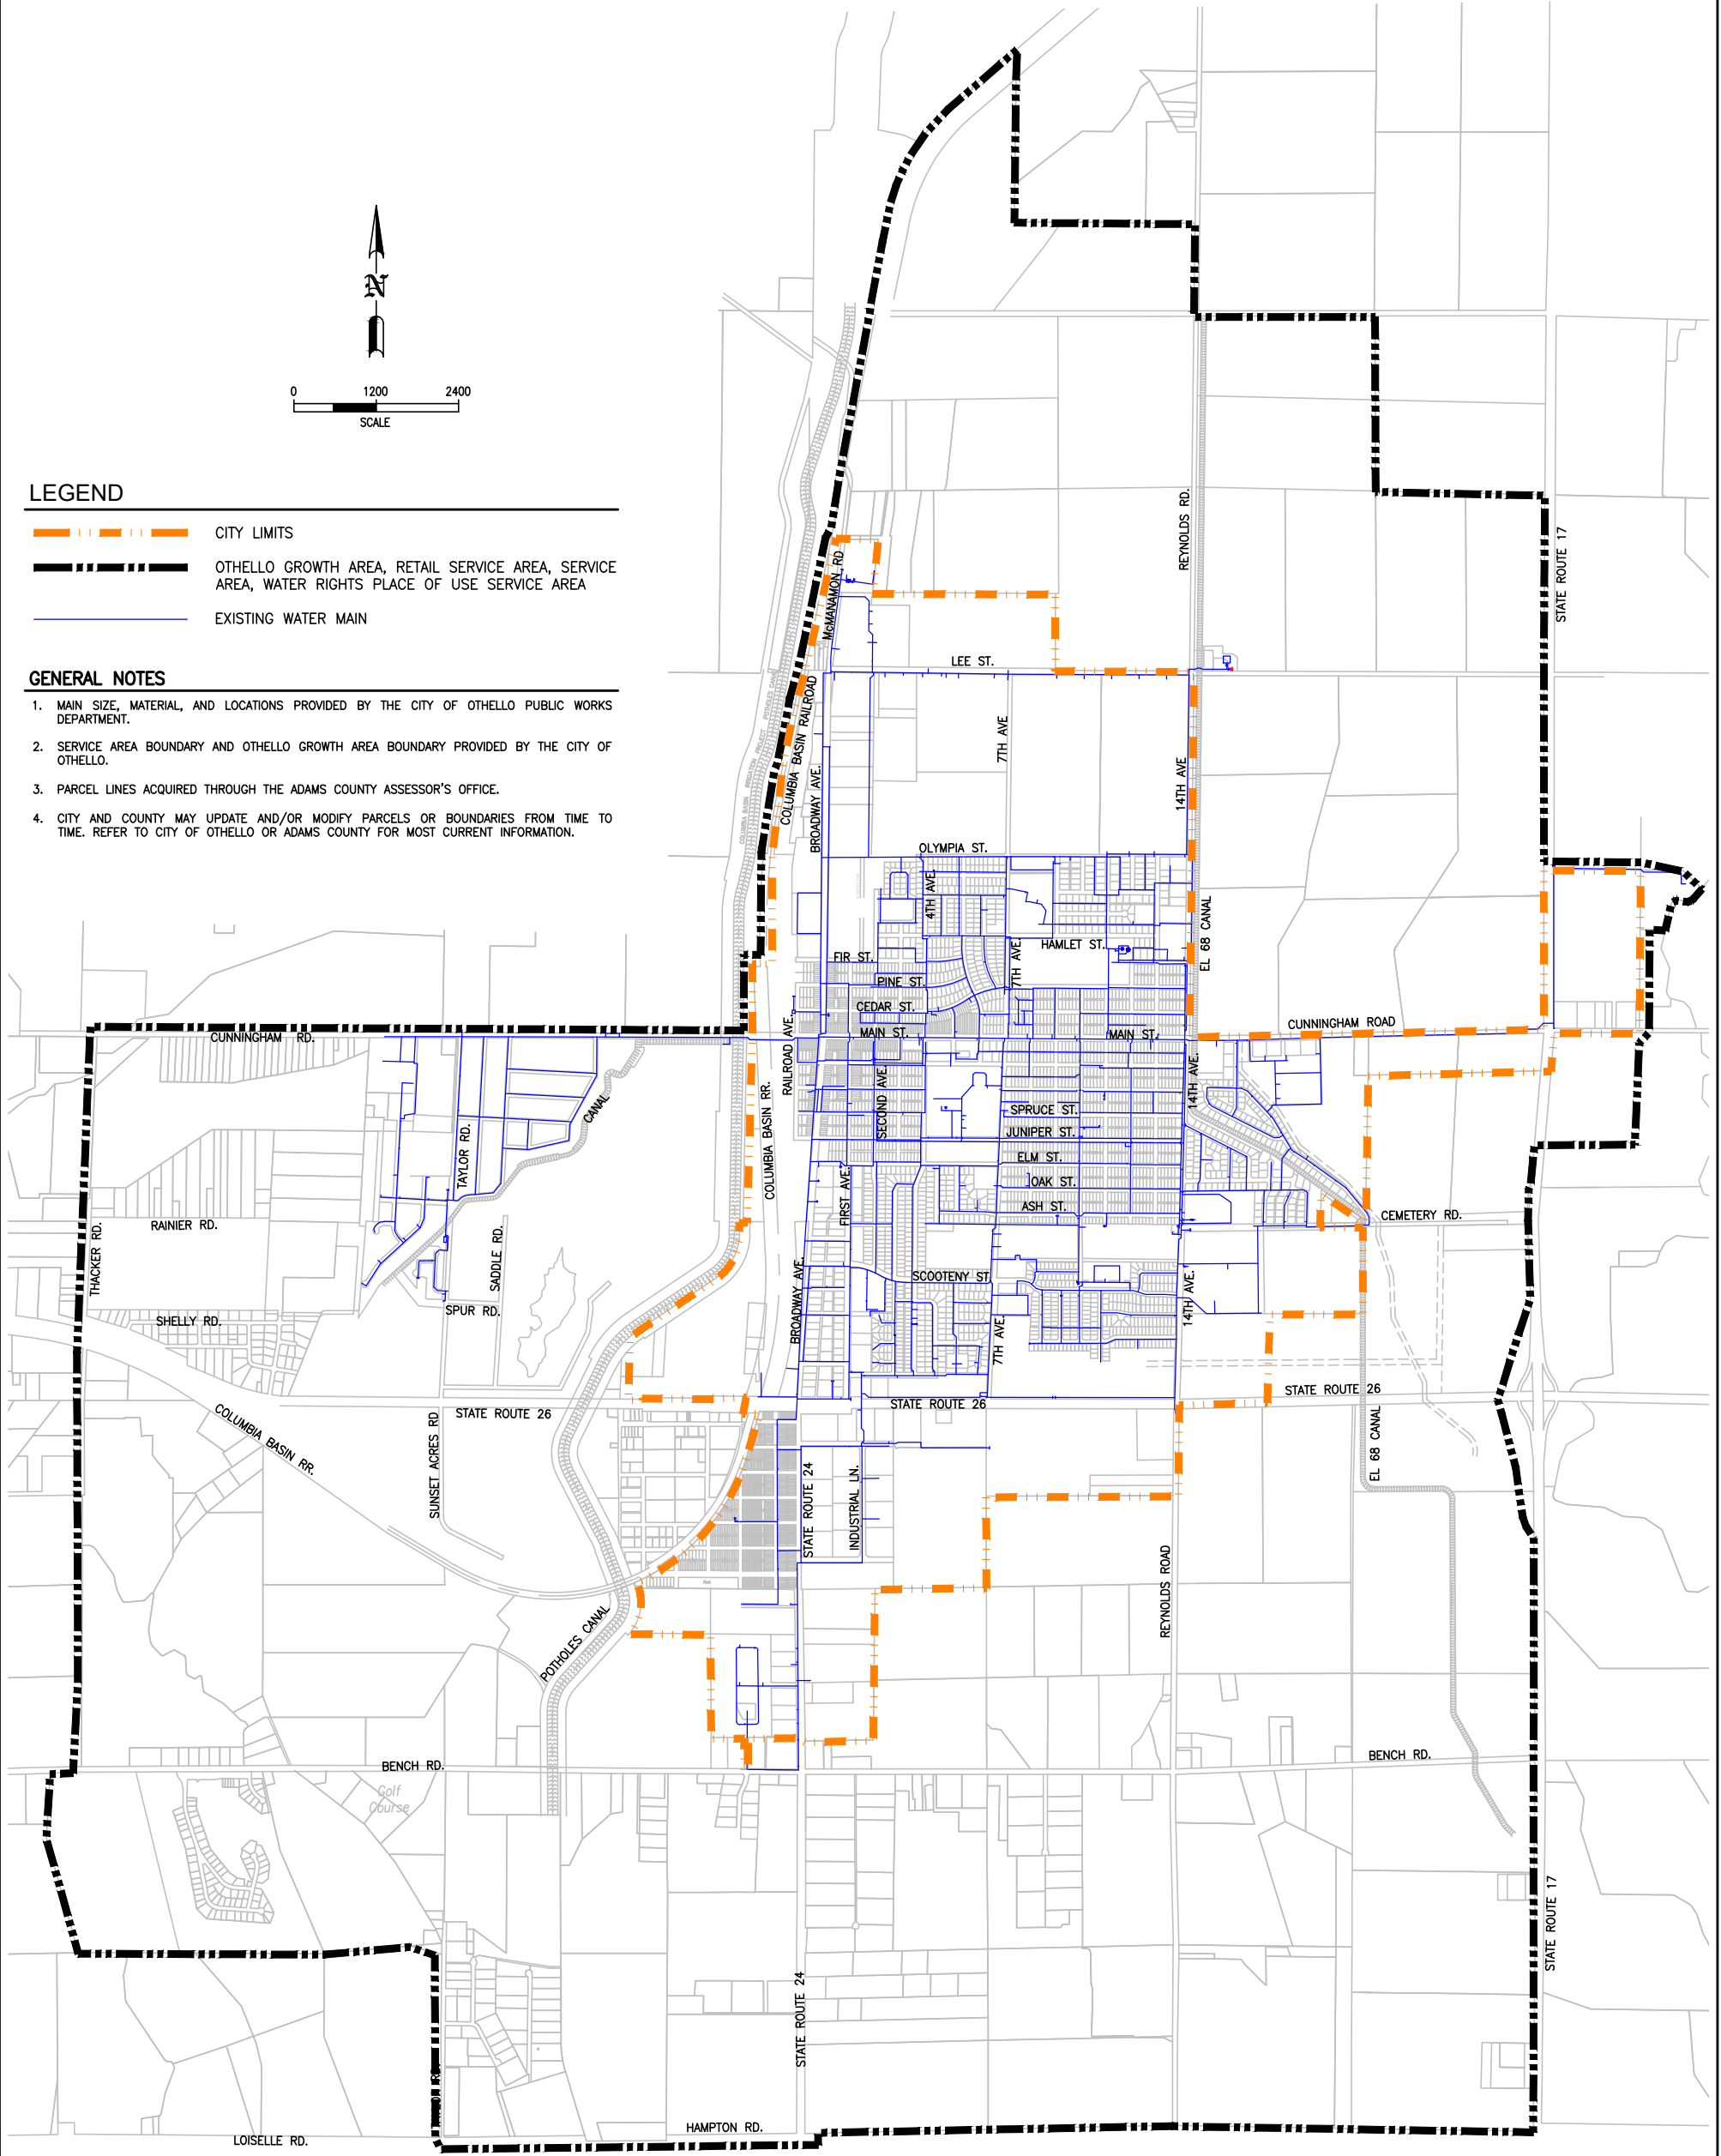 N
0 1200 2400
SCALE
LEGEND
CITY LIMITS
OTHELLO GROWTH AREA, RETAIL SERVICE AREA, SERVICE
AREA, WATER RIGHTS PLACE OF USE SERVICE AREA
EXISTING WATER MAIN
GENERAL NOTES
1. MAIN SIZE, MATERIAL, AND LOCATIONS PROVIDED BY THE CITY OF OTHELLO PUBLIC WORKS
DEPARTMENT.
2. SERVICE AREA BOUNDARY AND OTHELLO GROWTH AREA BOUNDARY PROVIDED BY THE CITY OF
OTHELLO.
3. PARCEL LINES ACQUIRED THROUGH THE ADAMS COUNTY ASSESSOR'S OFFICE.
4. CITY AND COUNTY MAY UPDATE AND/OR MODIFY PARCELS OR BOUNDARIES FROM TIME TO
TIME. REFER TO CITY OF OTHELLO OR ADAMS COUNTY FOR MOST CURRENT INFORMATION.
REYNOLDS RD.
STATE ROUTE 17
McMANAMON RD
LEE ST.
COLUMBIA BASIN RAILROAD
COLUMBIA BASIN IRRIGATION PROJECT POTHOLES CANAL
BROADWAY AVE.
7TH AVE
14TH AVE
OLYMPIA ST.
4TH AVE.
EL 68 CANAL
HAMLET ST.
7TH AVE.
FIR ST.
PINE ST.
CEDAR ST.
MAIN ST.
MAIN ST.
CUNNINGHAM ROAD
CUNNINGHAM RD.
RAILROAD AVE.
SECOND AVE.
14TH AVE.
CANAL
SPRUCE ST.
JUNIPER ST.
ELM ST.
OAK ST.
ASH ST.
TAYLOR RD.
COLUMBIA BASIN RR.
FIRST AVE.
CEMETERY RD.
RAINIER RD.
THACKER RD.
SADDLE RD.
SPUR RD.
SHELLY RD.
SCOOTENY ST.
BROADWAY AVE.
7TH AVE.
14TH AVE.
STATE ROUTE 26
STATE ROUTE 26
STATE ROUTE 26
COLUMBIA BASIN RR.
SUNSET ACRES RD
STATE ROUTE 24
INDUSTRIAL LN.
EL 68 CANAL
REYNOLDS ROAD
POTHOLES CANAL
BENCH RD.
BENCH RD.
Golf
Course
STATE ROUTE 17
STATE ROUTE 24
HAMPTON RD.
LOISELLE RD.